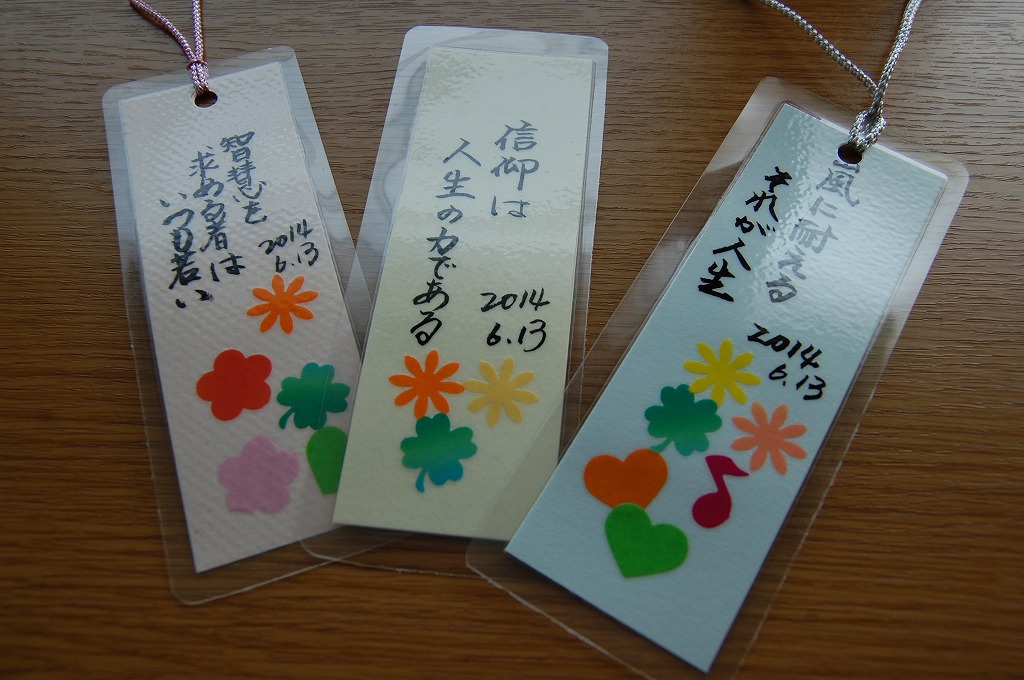 智慧を
求める者は
いつも若い
2014
6.13
信仰は
人生の力である
2014
6.13
嵐に耐える
それが人生
2014
6.13